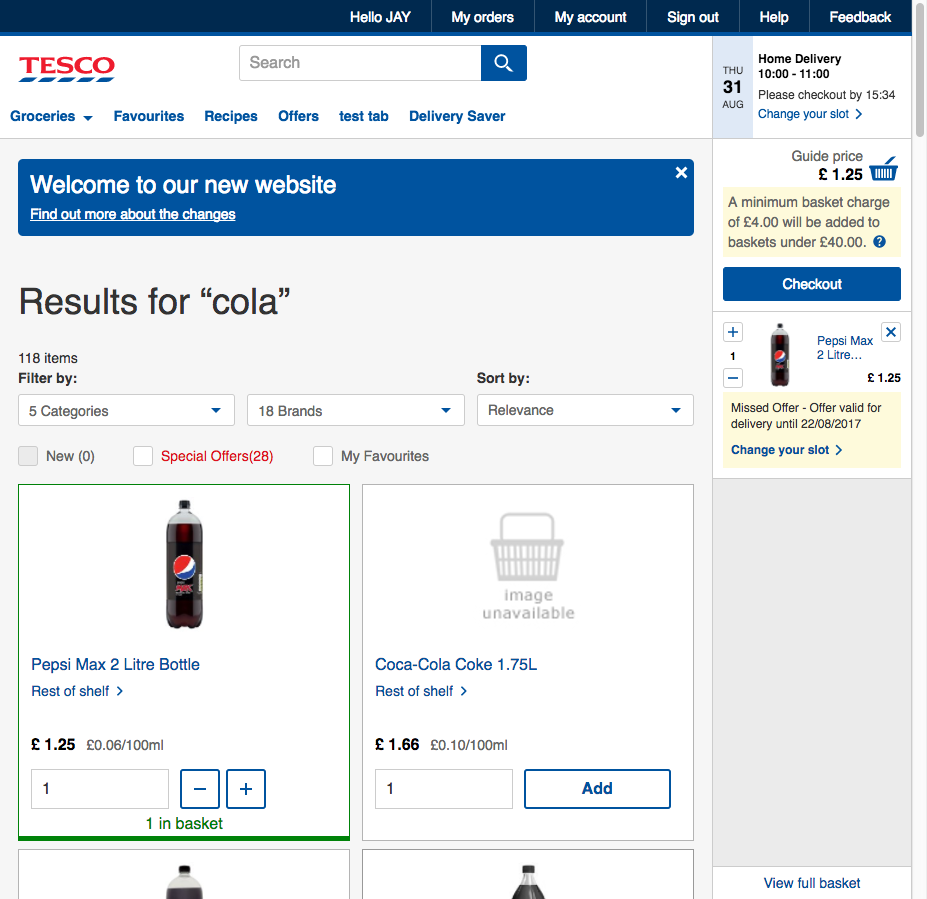 Hello JAY
My orders
My account
Sign out
Help
Feedback
TESCO
Search
Groceries
Favourites
Recipes
Offers
test tab
Delivery Saver
THU
31
AUG
Home Delivery
10:00 - 11:00
Please checkout by 15:34
Change your slot
Welcome to our new website
Find out more about the changes
Guide price
£ 1.25
A minimum basket charge
of £4.00 will be added to
baskets under £40.00. ?
Checkout
1
Pepsi Max
2 Litre...
£ 1.25
Missed Offer - Offer valid for
delivery until 22/08/2017
Change your slot
Results for “cola”
118 items
Filter by:
Sort by:
5 Categories
18 Brands
Relevance
New (0)
Special Offers(28)
My Favourites
Pepsi Max 2 Litre Bottle
Rest of shelf
£ 1.25 £0.06/100ml
1
1 in basket
image
unavailable
Coca-Cola Coke 1.75L
Rest of shelf
£ 1.66 £0.10/100ml
1
Add
View full basket